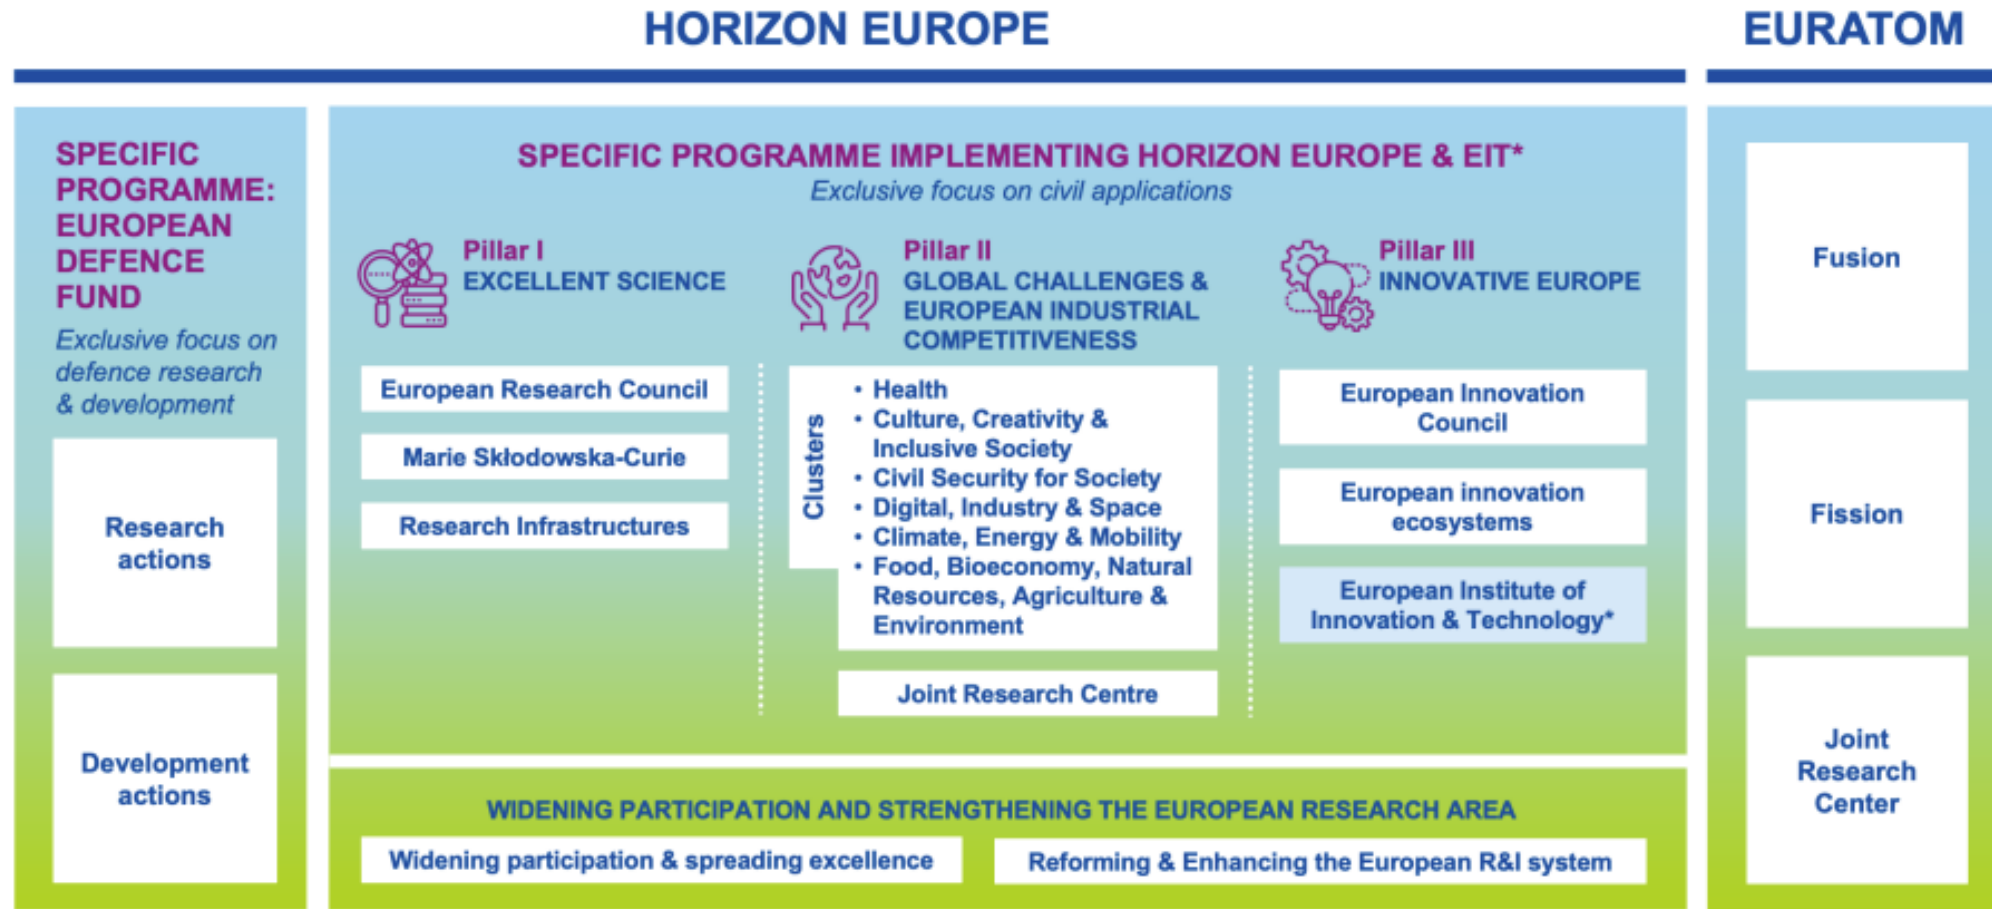 HORIZON EUROPE
EURATOM
SPECIFIC
PROGRAMME:
EUROPEAN
DEFENCE
FUND
Exclusive focus on
defence research
& development
Research
actions
Development
actions
SPECIFIC PROGRAMME IMPLEMENTING HORIZON EUROPE & EIT*
Exclusive focus on civil applications
Pillar I
EXCELLENT SCIENCE
European Research Council
Marie Skłodowska-Curie
Research Infrastructures
Pillar II
GLOBAL CHALLENGES &
EUROPEAN INDUSTRIAL
COMPETITIVENESS
Clusters
• Health
• Culture, Creativity &
Inclusive Society
• Civil Security for Society
• Digital, Industry & Space
• Climate, Energy & Mobility
• Food, Bioeconomy, Natural
Resources, Agriculture &
Environment
Joint Research Centre
Pillar III
INNOVATIVE EUROPE
European Innovation
Council
European innovation
ecosystems
European Institute of
Innovation & Technology*
WIDENING PARTICIPATION AND STRENGTHENING THE EUROPEAN RESEARCH AREA
Widening participation & spreading excellence
Reforming & Enhancing the European R&I system
Fusion
Fission
Joint
Research
Center